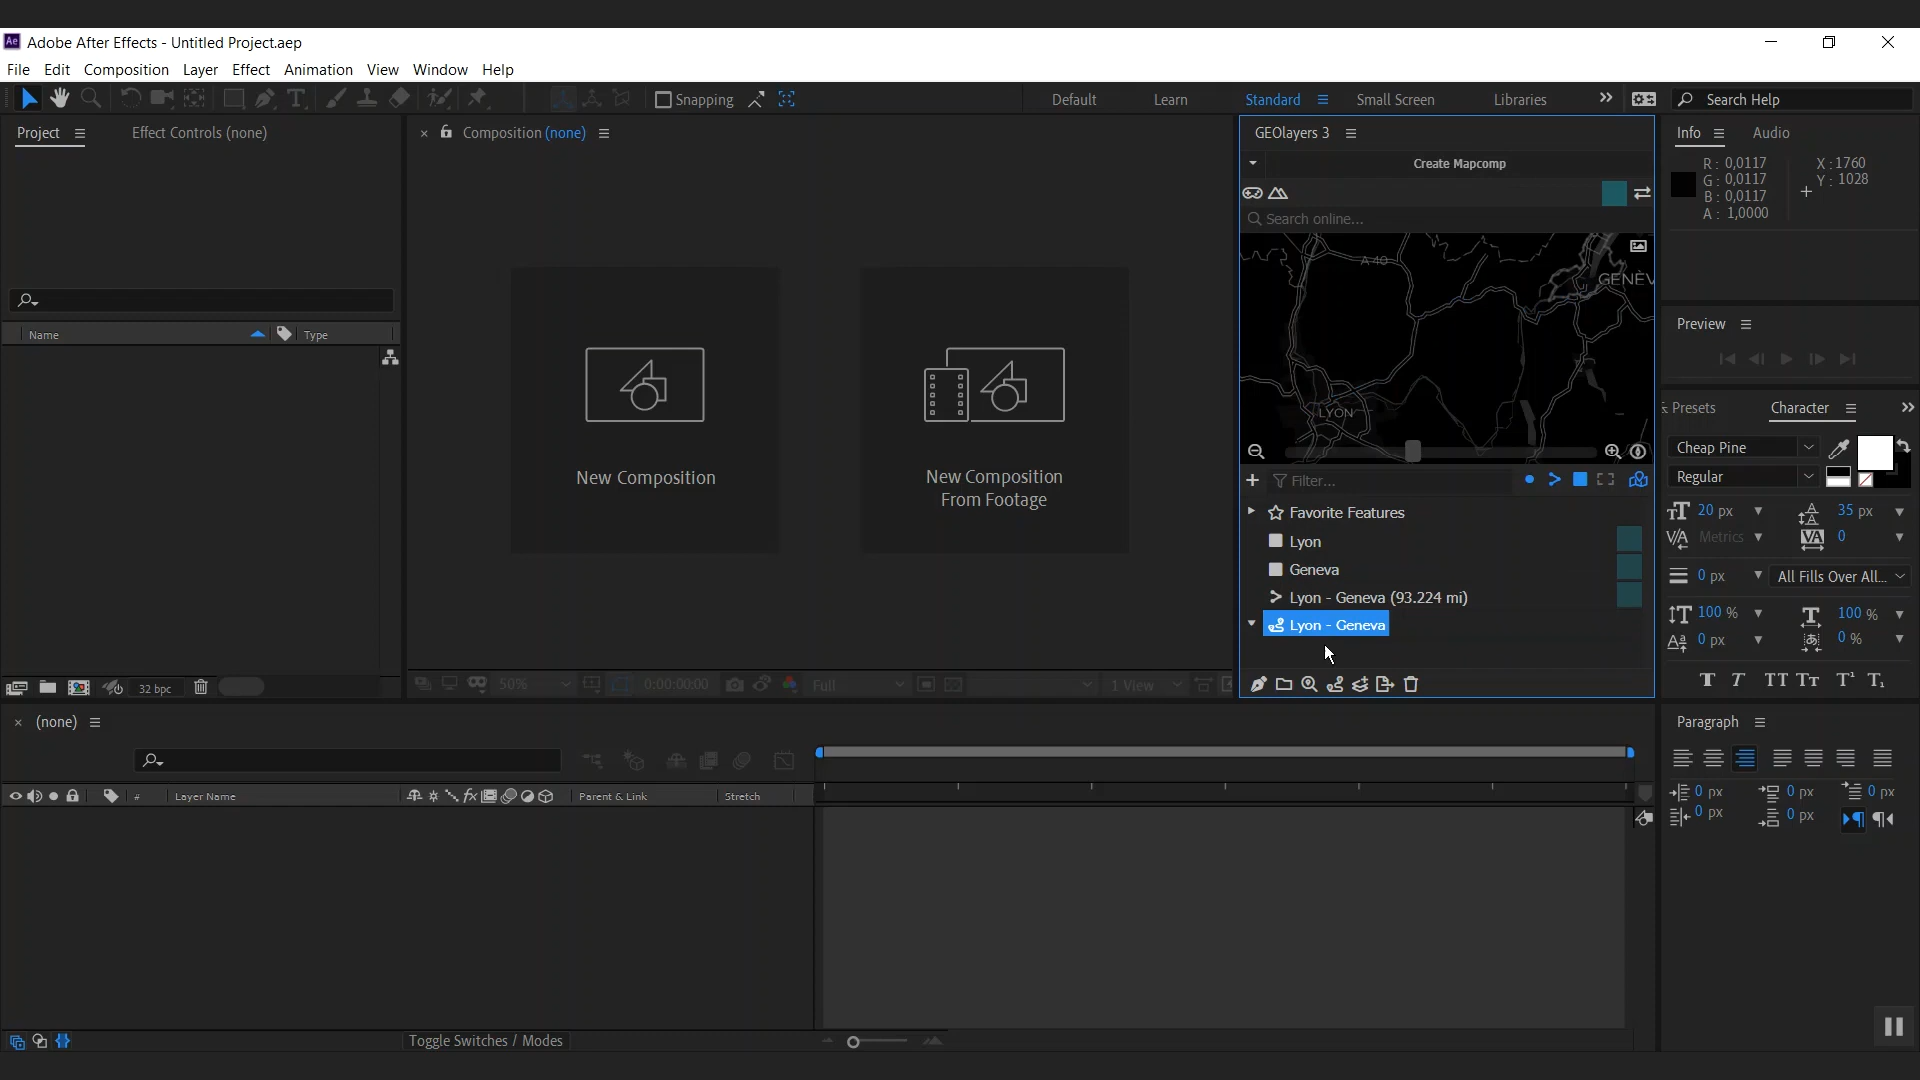 Ae Adobe After Effects - Untitled Project.aep
File Edit Composition Layer Effect Animation View Window Help
Snapping Default Learn Standard Small Screen Libraries Search Help
Project Effect Controls (none)
Composition (none)
GEOlayers 3
Info Audio
Create Mapcomp
R: 0,0117
G: 0,0117
B: 0,0117
A: 1,0000
X :1760
Y: 1028
Search online...
A 40
GENÈV
LYON
Name Type
New Composition
New Composition
From Footage
Preview
Presets Character
Cheap Pine
Regular
20 px 35 px
Metrics 0
0 px All Fills Over All...
100 % 100 %
0 px 0 %
Filter...
Favorite Features
Lyon
Geneva
Lyon - Geneva (93.224 mi)
Lyon - Geneva
32 bpc
50% 0:00:00:00 Full 1 View
T T TT Tт T¹ T₁
(none)
Paragraph
# Layer Name Parent & Link Stretch
0 px 0 px 0 px
0 px 0 px
Toggle Switches / Modes